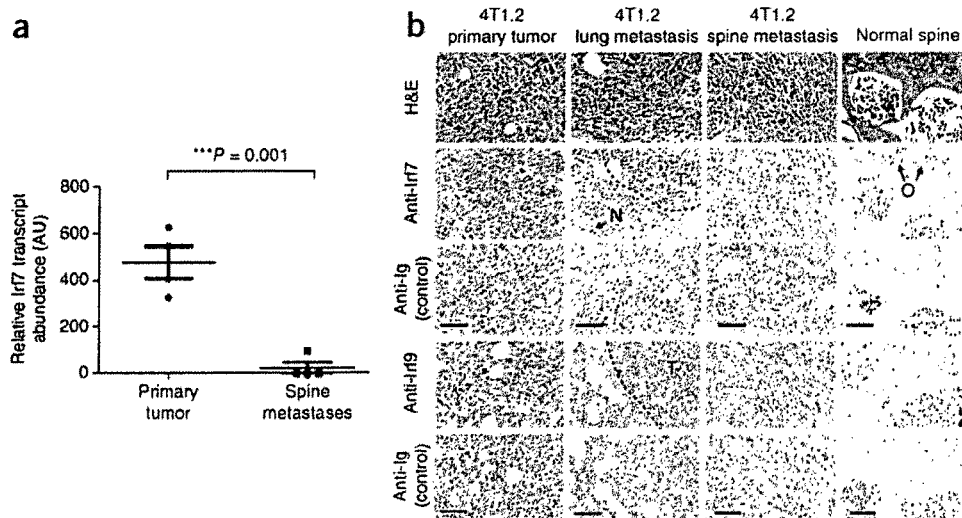 a
***P = 0.001
Relative Irf7 transcript
abundance (AU)
800
600
400
200
0
Primary
tumor
Spine
metastases
b
4T1.2
primary tumor
4T1.2
lung metastasis
4T1.2
spine metastasis
Normal spine
H&E
Anti-Irf7
T
N
O
Anti-Ig
(control)
Anti-Irf9
T
Anti-Ig
(control)